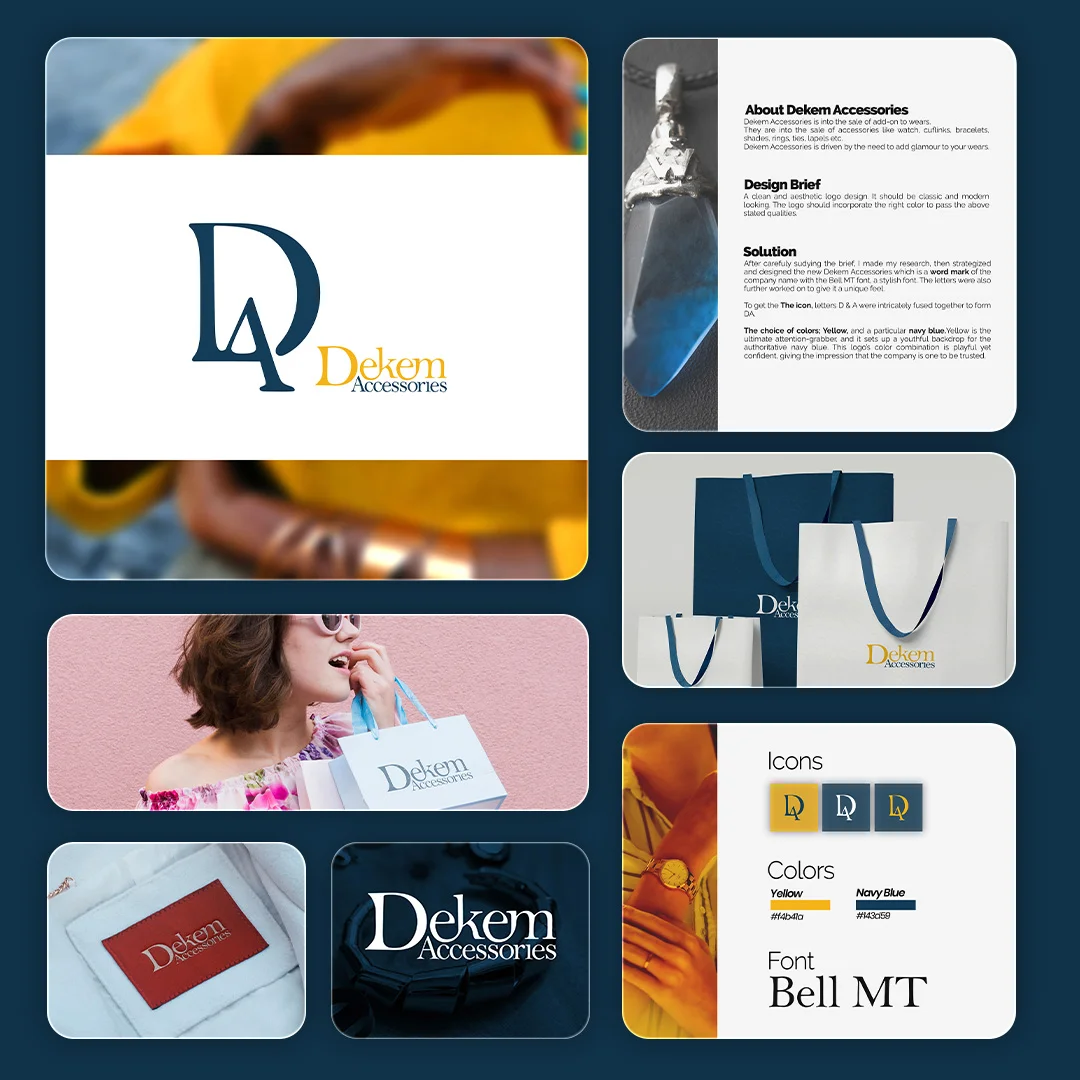 DA
Dekem
Accessories
About Dekem Accessories
Dekem Accessories is into the sale of add-on to wears.
They are into the sale of accessories like watch, cuflinks, bracelets,
shades, rings, ties, lapels etc.
Dekem Accessories is driven by the need to add glamour to your wears.
Design Brief
A clean and aesthetic logo design. It should be classic and modern
looking. The logo should incorporate the right color to pass the above
stated qualities.
Solution
After carefuly sudying the brief, I made my research, then strategized
and designed the new Dekem Accessories which is a word mark of the
company name with the Bell MT font, a stylish font. The letters were also
further worked on to give it a unique feel.
To get the The icon, letters D & A were intricalely fused together to form
DA.
The choice of colors; Yellow, and a particular navy blue.Yellow is the
ultimate attention-grabber, and it sets up a youthful backdrop for the
authoritative navy blue. This logo's color combination is playful yet
confident, giving the impression that the company is one to be trusted.
Dek
Acces
Dekem
Accessories
Dekem
Accessories
Dekem
Accessories
Dekem
Accessories
Icons
DA DA DA
Colors
Yellow Navy Blue
#f4b41a #143d59
Font
Bell MT